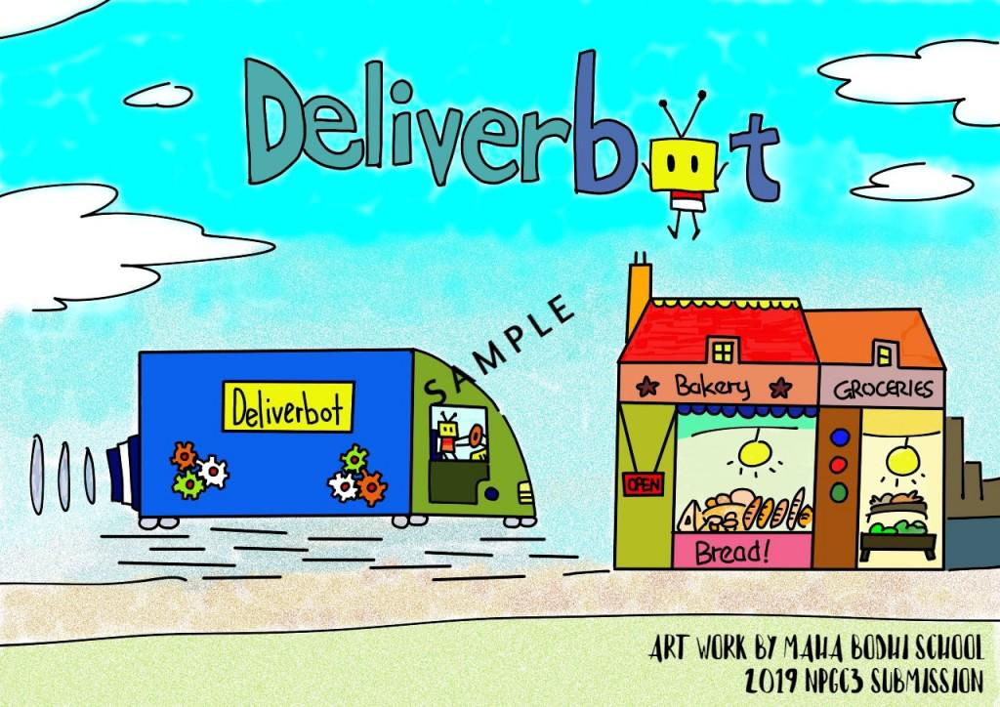 Deliverbot
SAMPLE
Deliverbot
Bakery
GROCERIES
OPEN
Bread!
ART WORK BY MAHA BODHI SCHOOL
2019 NPGC3 SUBMISSION